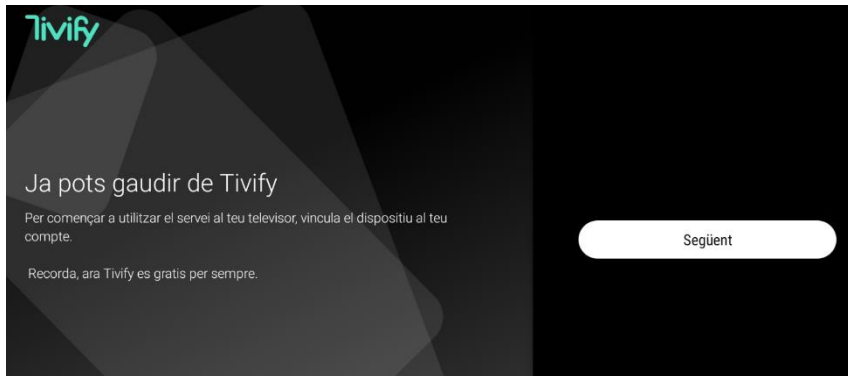 Tivify
Ja pots gaudir de Tivify
Per començar a utilitzar el servei al teu televisor, vincula el dispositiu al teu
compte.
Següent
Recorda, ara Tivify es gratis per sempre.